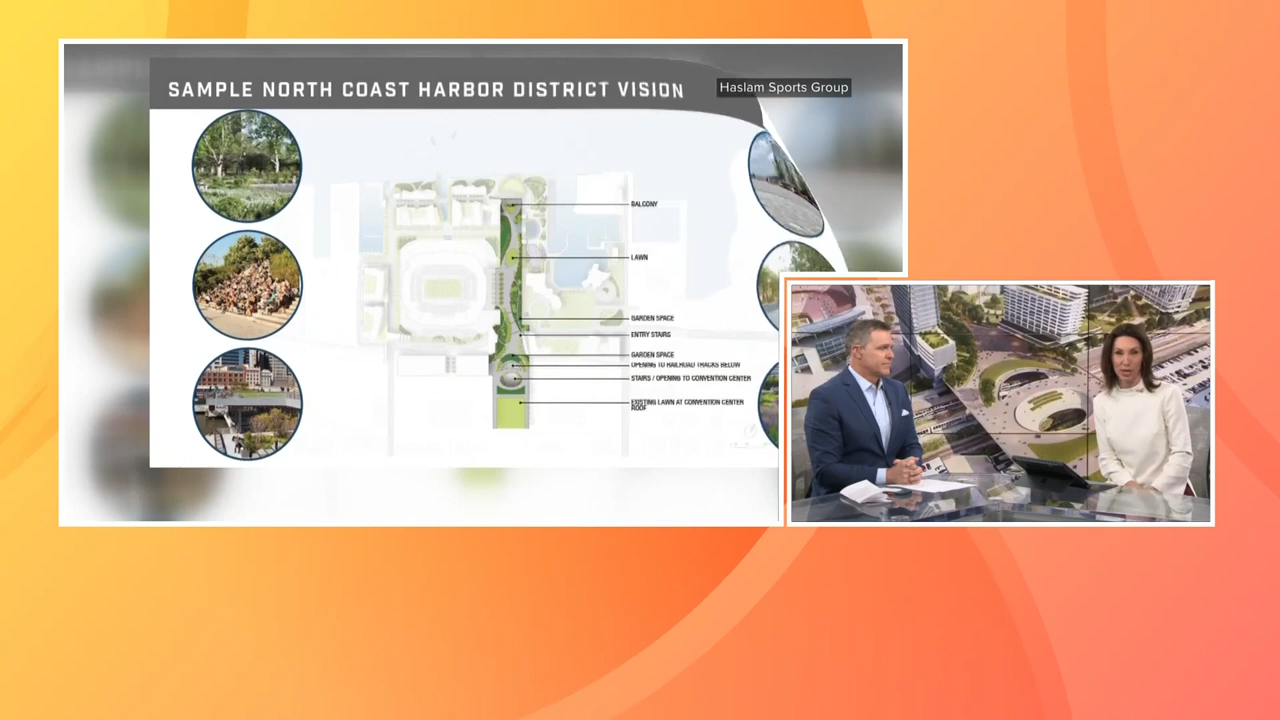 SAMPLE NORTH COAST HARBOR DISTRICT VISION
Haslam Sports Group
BALCONY
LAWN
GARDEN SPACE
ENTRY STAIRS
GARDEN SPACE
OPENING TO RAILROAD TRACKS BELOW
STAIRS / OPENING TO CONVENTION CENTER
EXISTING LAWN AT CONVENTION CENTER
ROOF